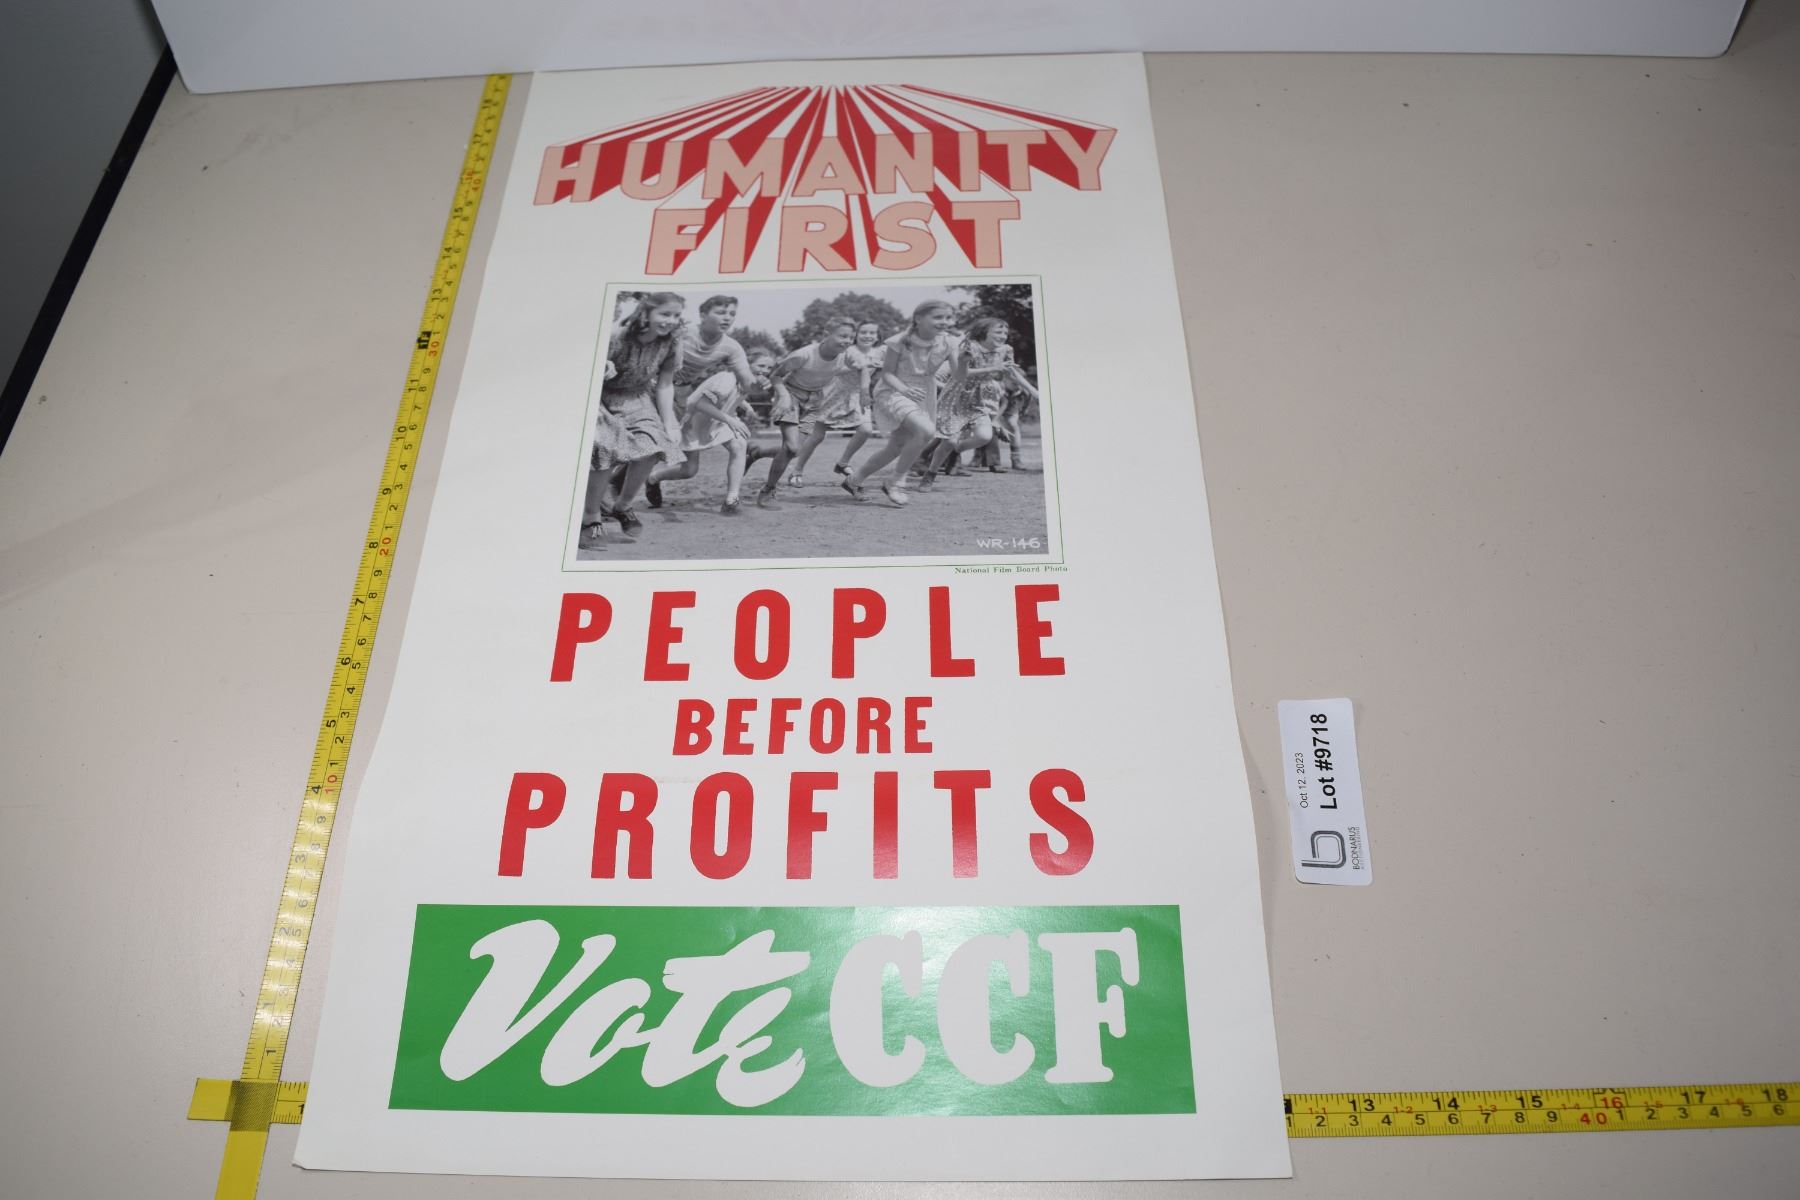 HUMANITY
FIRST
WR-146
National Film Board Photo
PEOPLE
BEFORE
PROFITS
Vote CCF
Oct 12, 2023
Lot #9718
b
BODNARUS